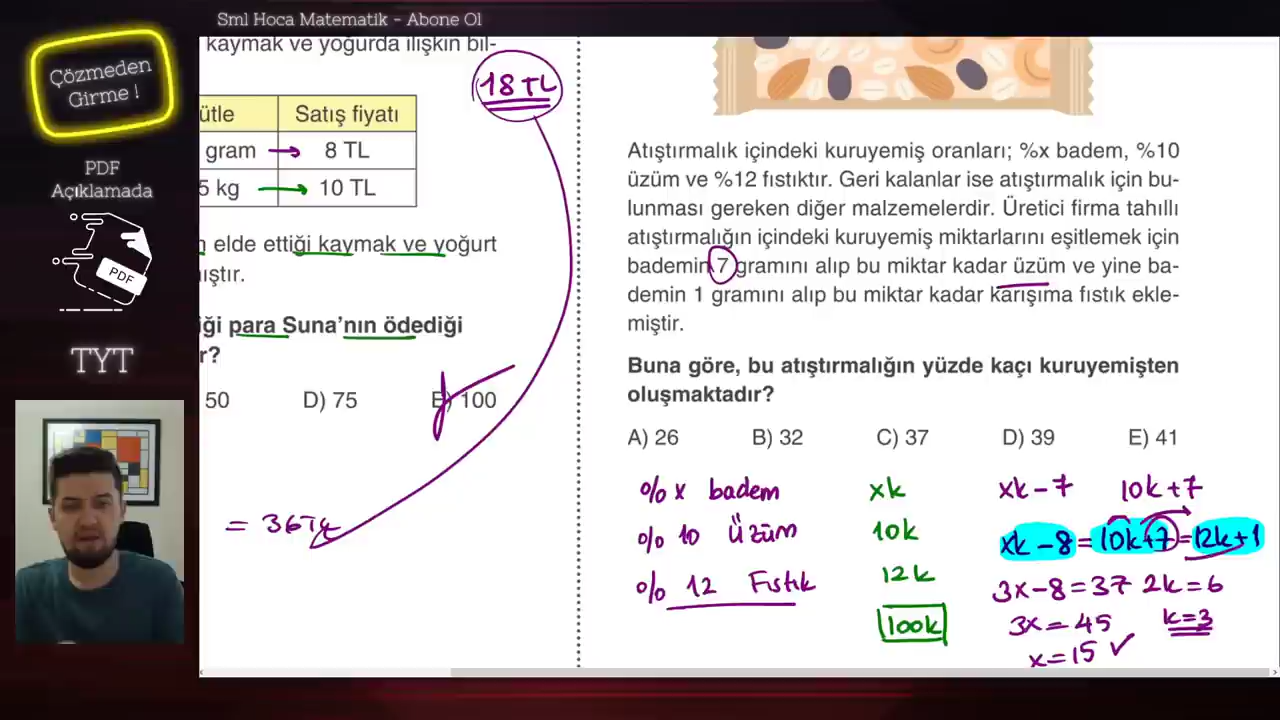 Sml Hoca Matematik - Abone Ol
Çözmeden
Girme !
PDF
Açıklamada
PDF
TYT
kaymak ve yoğurda ilişkin bil-
18 TL
ütle Satış fiyatı
gram → 8 TL
5 kg → 10 TL
elde ettiği kaymak ve yoğurt
ıştır.
iği para Suna'nın ödediği
r?
50 D) 75 E) 100
= 36 TL
Atıştırmalık içindeki kuruyemiş oranları; %x badem, %10
üzüm ve %12 fıstıktır. Geri kalanlar ise atıştırmalık için bu-
lunması gereken diğer malzemelerdir. Üretici firma tahıllı
atıştırmalığın içindeki kuruyemiş miktarlarını eşitlemek için
bademin 7 gramını alıp bu miktar kadar üzüm ve yine ba-
demin 1 gramını alıp bu miktar kadar karışıma fıstık ekle-
miştir.
Buna göre, bu atıştırmalığın yüzde kaçı kuruyemişten
oluşmaktadır?
A) 26 B) 32 C) 37 D) 39 E) 41
% x badem xk xk-7 10k+7
% 10 Üzüm 10k xk-8 = 10k+7 = 12k+1
% 12 Fıstık 12k 3x-8=37 2k=6
100k 3x=45 k=3
x=15 ✓